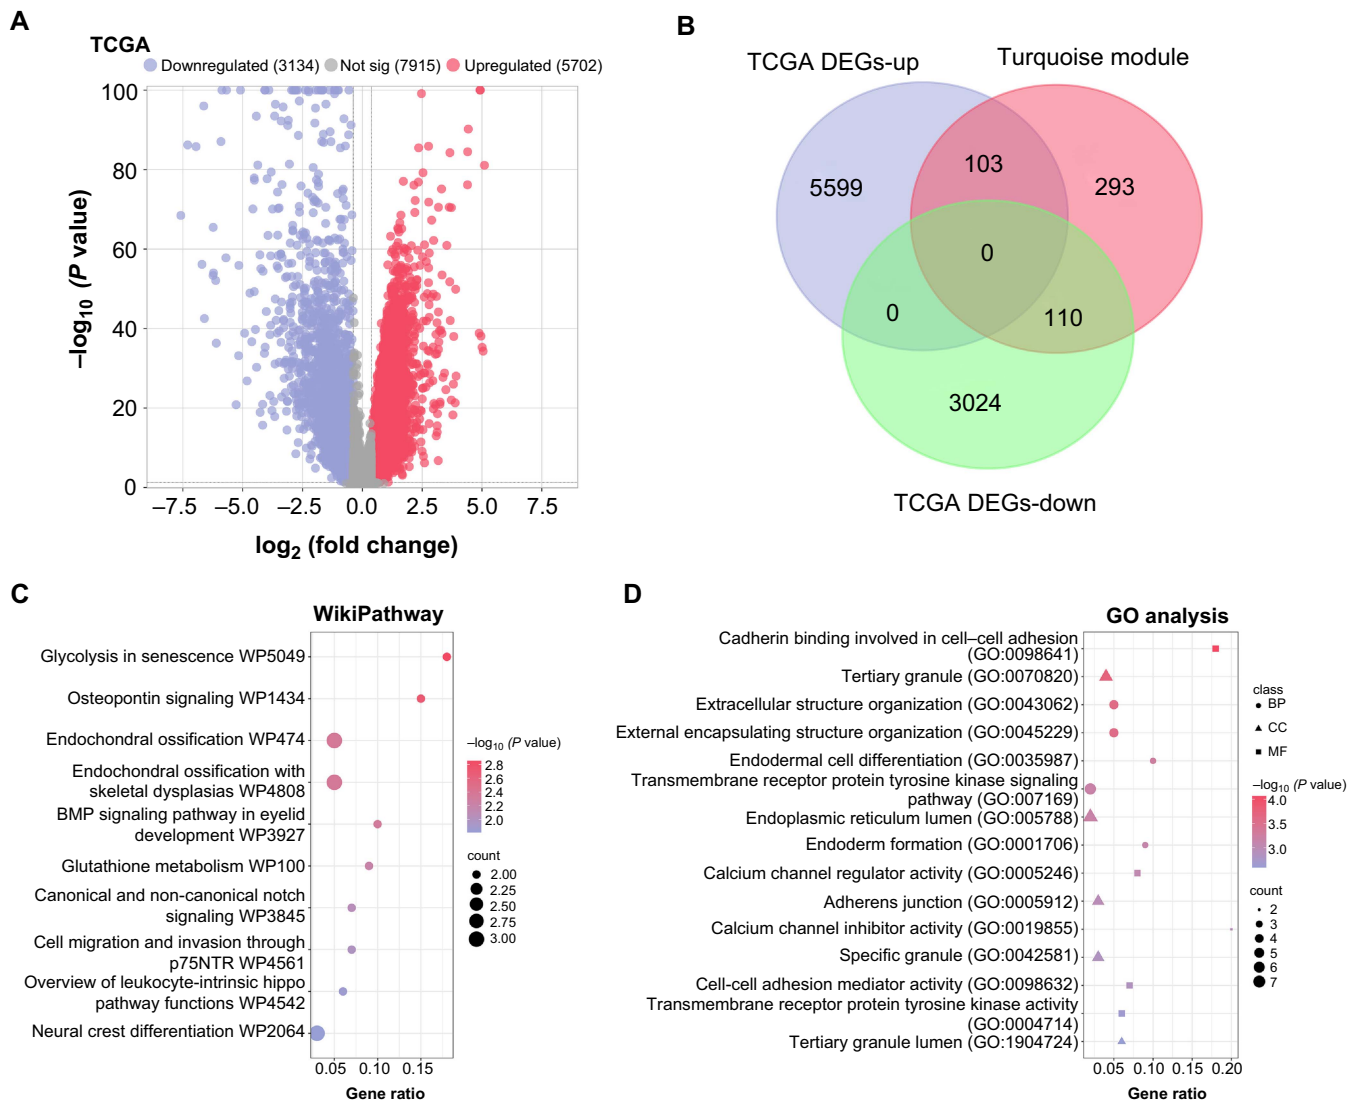 A
TCGA
Downregulated (3134) Not sig (7915) Upregulated (5702)
100
80
60
40
20
0
–log10 (P value)
–7.5 –5.0 –2.5 0.0 2.5 5.0 7.5
log2 (fold change)
B
TCGA DEGs-up
Turquoise module
103
5599
293
0
0
110
3024
TCGA DEGs-down
C
WikiPathway
Glycolysis in senescence WP5049
Osteopontin signaling WP1434
Endochondral ossification WP474
Endochondral ossification with
skeletal dysplasias WP4808
BMP signaling pathway in eyelid
development WP3927
Glutathione metabolism WP100
Canonical and non-canonical notch
signaling WP3845
Cell migration and invasion through
p75NTR WP4561
Overview of leukocyte-intrinsic hippo
pathway functions WP4542
Neural crest differentiation WP2064
0.05 0.10 0.15
Gene ratio
–log10 (P value)
2.8
2.6
2.4
2.2
2.0
count
2.00
2.25
2.50
2.75
3.00
D
GO analysis
Cadherin binding involved in cell–cell adhesion
(GO:0098641)
Tertiary granule (GO:0070820)
Extracellular structure organization (GO:0043062)
External encapsulating structure organization (GO:0045229)
Endodermal cell differentiation (GO:0035987)
Transmembrane receptor protein tyrosine kinase signaling
pathway (GO:007169)
Endoplasmic reticulum lumen (GO:005788)
Endoderm formation (GO:0001706)
Calcium channel regulator activity (GO:0005246)
Adherens junction (GO:0005912)
Calcium channel inhibitor activity (GO:0019855)
Specific granule (GO:0042581)
Cell-cell adhesion mediator activity (GO:0098632)
Transmembrane receptor protein tyrosine kinase activity
(GO:0004714)
Tertiary granule lumen (GO:1904724)
0.05 0.10 0.15 0.20
Gene ratio
class
BP
CC
MF
–log10 (P value)
4.0
3.5
3.0
count
2
3
4
5
6
7